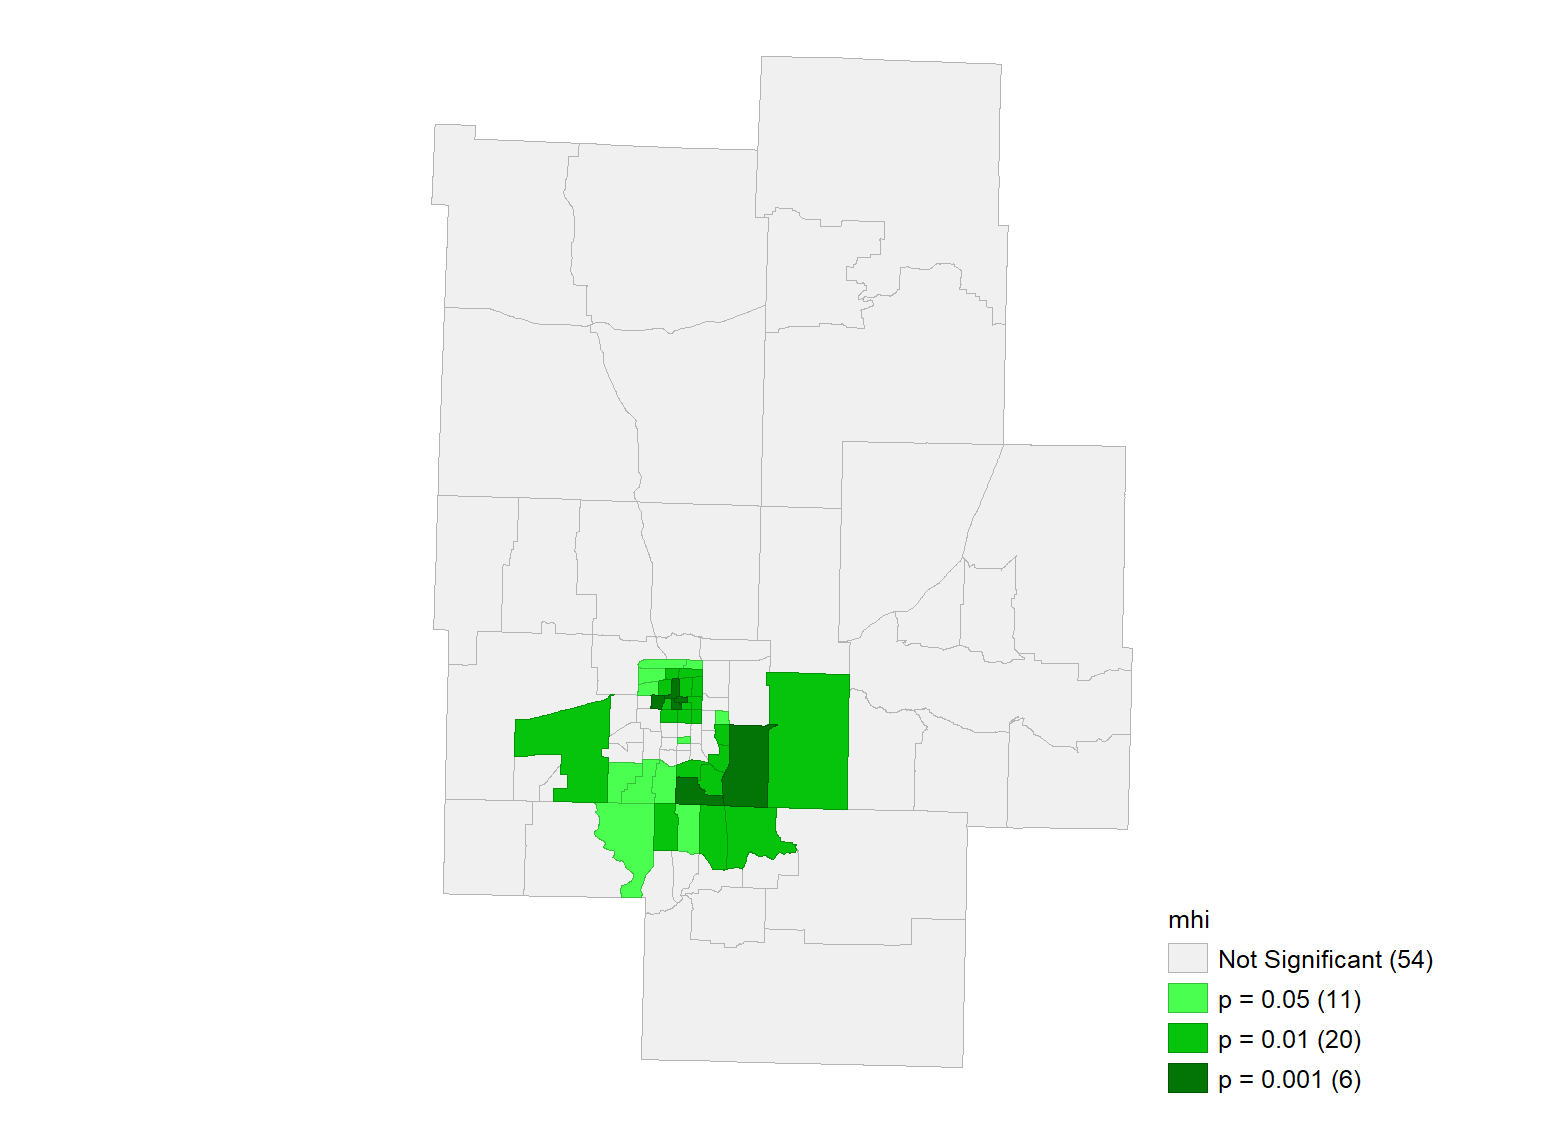 mhi
Not Significant (54)
p = 0.05 (11)
p = 0.01 (20)
p = 0.001 (6)